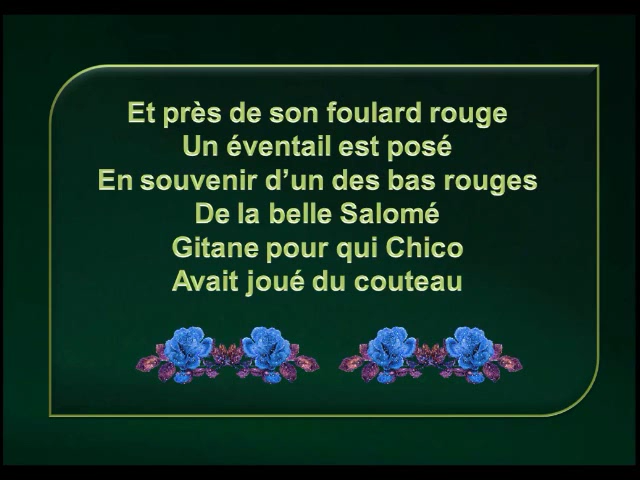 Et près de son foulard rouge
Un éventail est posé
En souvenir d’un des bas rouges
De la belle Salomé
Gitane pour qui Chico
Avait joué du couteau